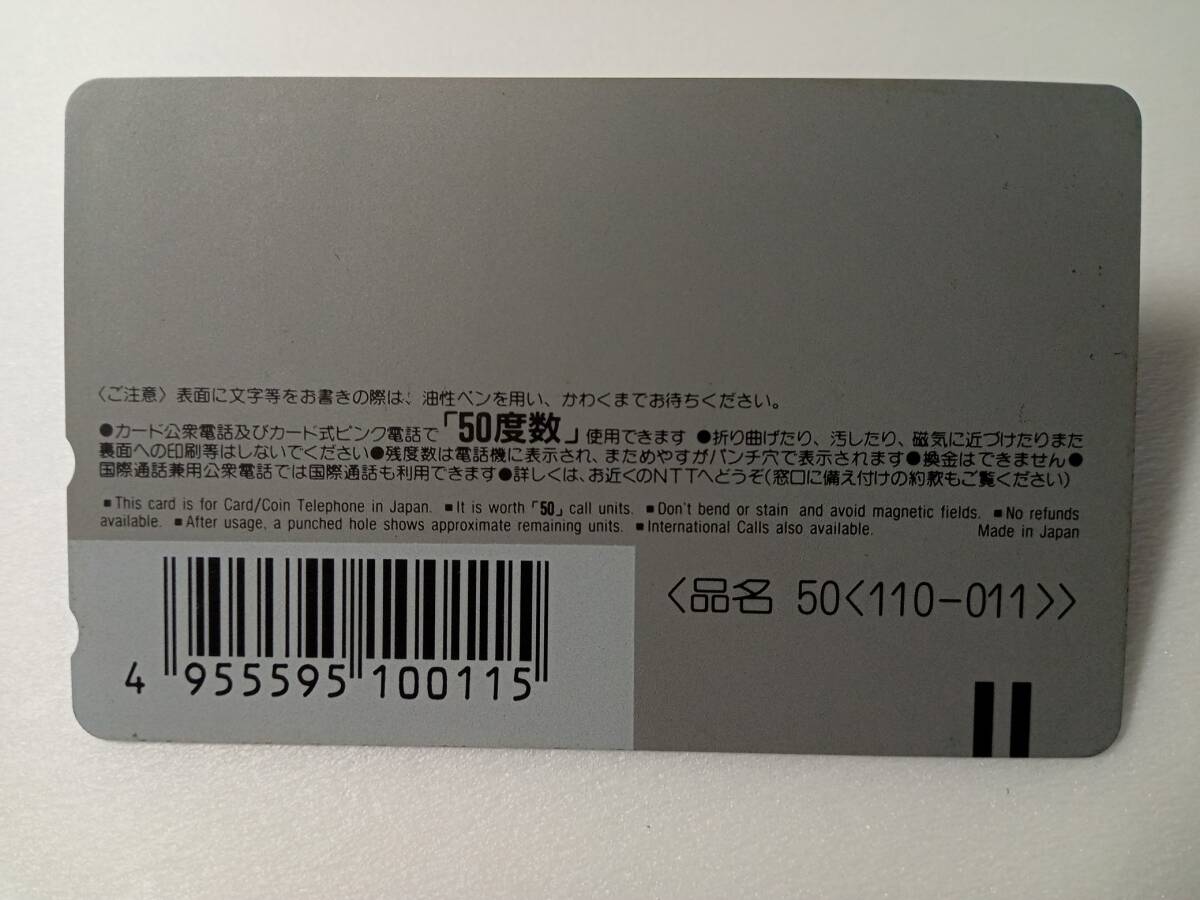 〈ご注意〉表面に文字等をお書きの際は、油性ペンを用い、かわくまでお待ちください。
●カード公衆電話及びカード式ピンク電話で「50度数」使用できます ●折り曲げたり、汚したり、磁気に近づけたりまた
裏面への印刷等はしないでください●残度数は電話機に表示され、まためやすがパンチ穴で表示されます●換金はできません●
国際通話兼用公衆電話では国際通話も利用できます●詳しくは、お近くのNTTへどうぞ(窓口に備え付けの約款もご覧ください)
■This card is for Card/Coin Telephone in Japan. ■It is worth「50」call units. ■Don't bend or stain and avoid magnetic fields. ■No refunds
available. ■After usage, a punched hole shows approximate remaining units. ■International Calls also available. Made in Japan
〈品名 50〈110-011〉〉
4 955595 100115